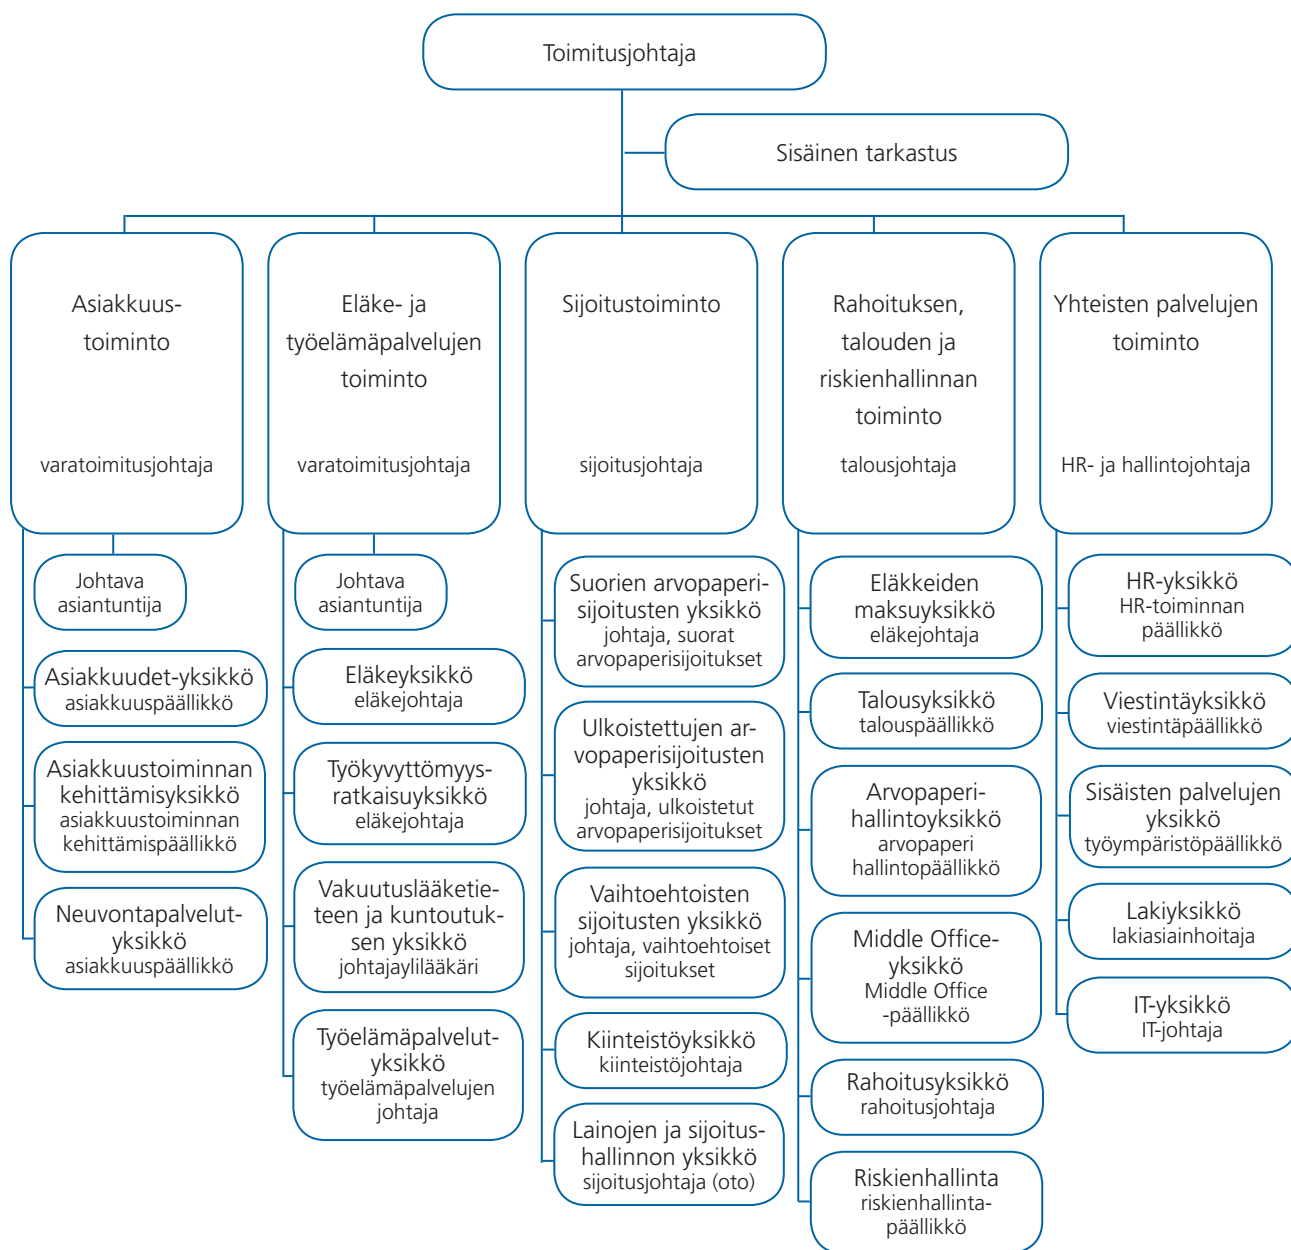 Toimitusjohtaja
Sisäinen tarkastus
Asiakkuus-
toiminto
varatoimitusjohtaja
Johtava
asiantuntija
Asiakkuudet-yksikkö
asiakkuuspäällikkö
Asiakkuustoiminnan
kehittämisyksikkö
asiakkuustoiminnan
kehittämispäällikkö
Neuvontapalvelut-
yksikkö
asiakkuuspäällikkö
Eläke- ja
työelämäpalvelujen
toiminto
varatoimitusjohtaja
Johtava
asiantuntija
Eläkeyksikkö
eläkejohtaja
Työkyvyttömyys-
ratkaisuyksikkö
eläkejohtaja
Vakuutuslääketie-
teen ja kuntoutuk-
sen yksikkö
johtajaylilääkäri
Työelämäpalvelut-
yksikkö
työelämäpalvelujen
johtaja
Sijoitustoiminto
sijoitusjohtaja
Suorien arvopaperi-
sijoitusten yksikkö
johtaja, suorat
arvopaperisijoitukset
Ulkoistettujen ar-
vopaperisijoitusten
yksikkö
johtaja, ulkoistetut
arvopaperisijoitukset
Vaihtoehtoisten
sijoitusten yksikkö
johtaja, vaihtoehtoiset
sijoitukset
Kiinteistöyksikkö
kiinteistöjohtaja
Lainojen ja sijoitus-
hallinnon yksikkö
sijoitusjohtaja (oto)
Rahoituksen,
talouden ja
riskienhallinnan
toiminto
talousjohtaja
Eläkkeiden
maksuyksikkö
eläkejohtaja
Talousyksikkö
talouspäällikkö
Arvopaperi-
hallintoyksikkö
arvopaperi
hallintopäällikkö
Middle Office-
yksikkö
Middle Office
-päällikkö
Rahoitusyksikkö
rahoitusjohtaja
Riskienhallinta
riskienhallinta-
päällikkö
Yhteisten palvelujen
toiminto
HR- ja hallintojohtaja
HR-yksikkö
HR-toiminnan
päällikkö
Viestintäyksikkö
viestintäpäällikkö
Sisäisten palvelujen
yksikkö
työympäristöpäällikkö
Lakiyksikkö
lakiasiainhoitaja
IT-yksikkö
IT-johtaja